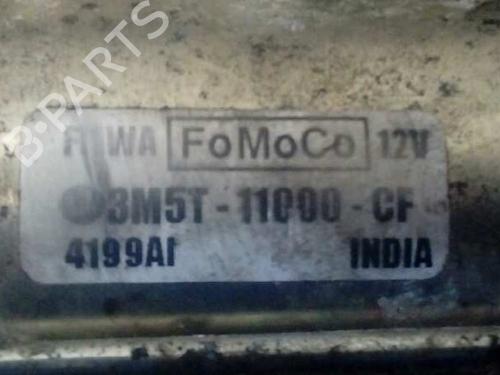 B-PARTS
FoMoCo 12V
3M5T-11000-CF
4199AI INDIA